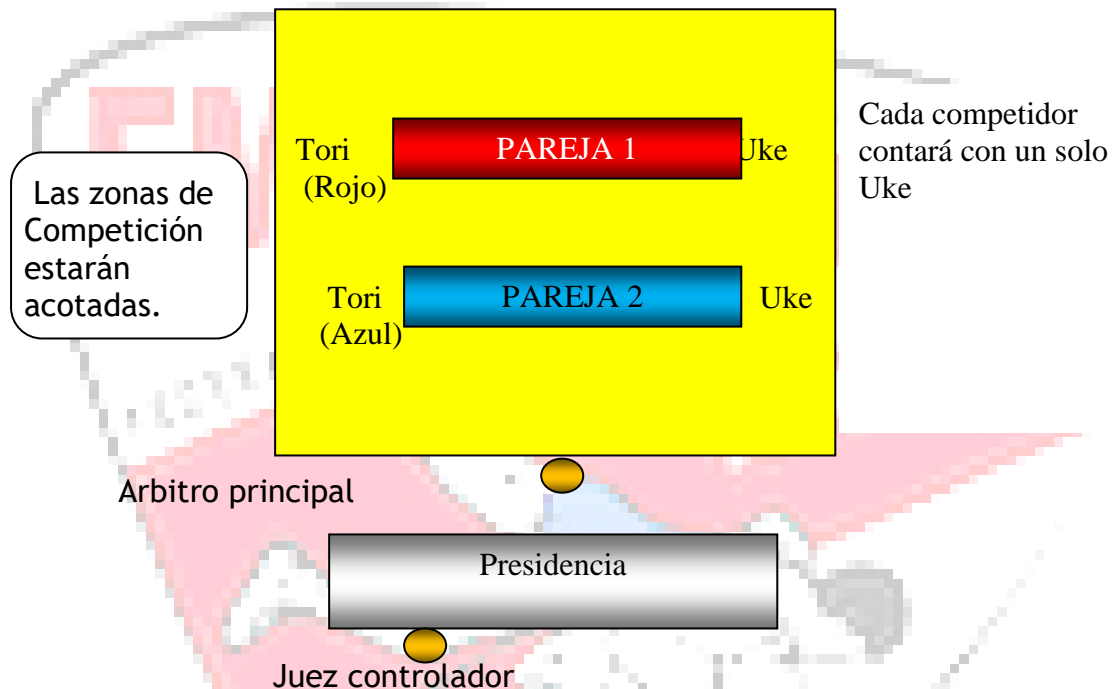 Cada competidor
contará con un solo
Uke
Tori
(Rojo)
PAREJA 1
Uke
Las zonas de
Competición
estarán
acotadas.
Tori
(Azul)
PAREJA 2
Uke
Arbitro principal
Presidencia
Juez controlador